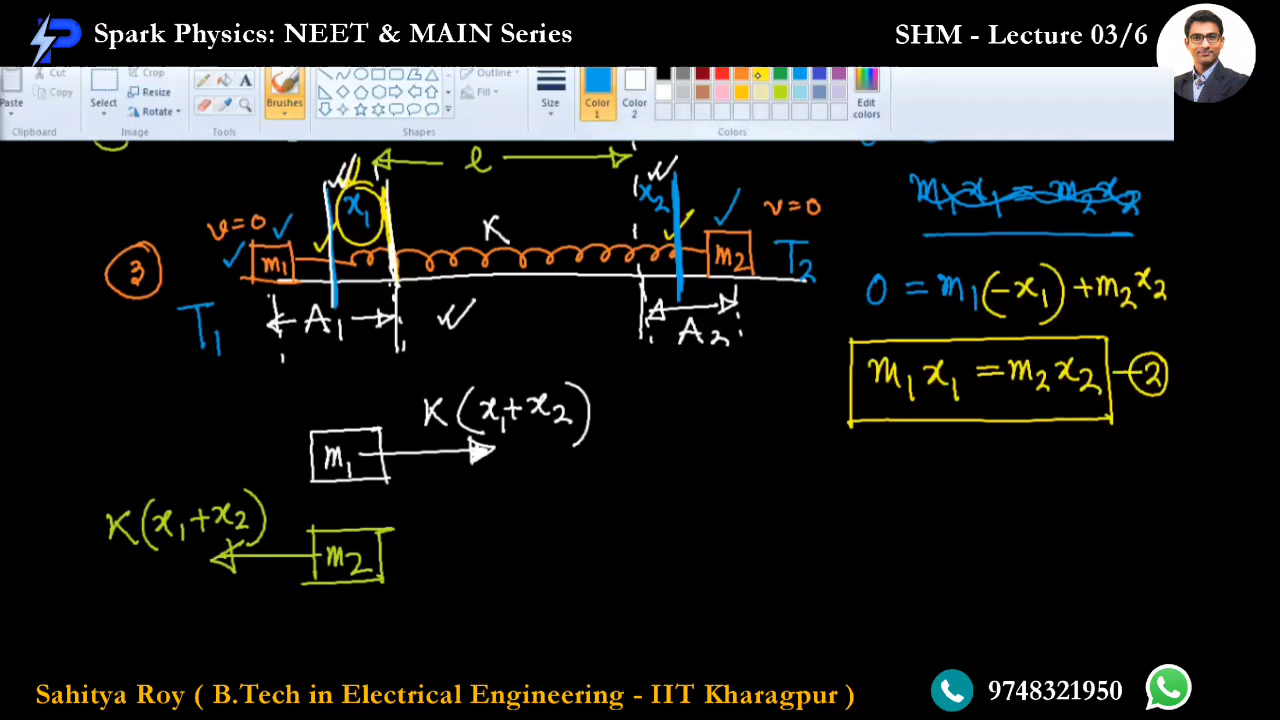 Spark Physics: NEET & MAIN Series
SHM - Lecture 03/6
Paste
Cut
Copy
Clipboard
Select
Crop
Resize
Rotate
Image
A
Tools
Brushes
Shapes
Outline
Fill
Size
Color 1
Color 2
Edit colors
Colors
l
m₁x₁ = m₂x₂
v=0
x₁
K
x₂
v=0
3
m₁
m₂
T₂
T₁
A₁
A₂
0 = m₁(-x₁) + m₂x₂
m₁x₁ = m₂x₂ — 2
K(x₁+x₂)
m₁
K(x₁+x₂)
m₂
Sahitya Roy ( B.Tech in Electrical Engineering - IIT Kharagpur )
9748321950